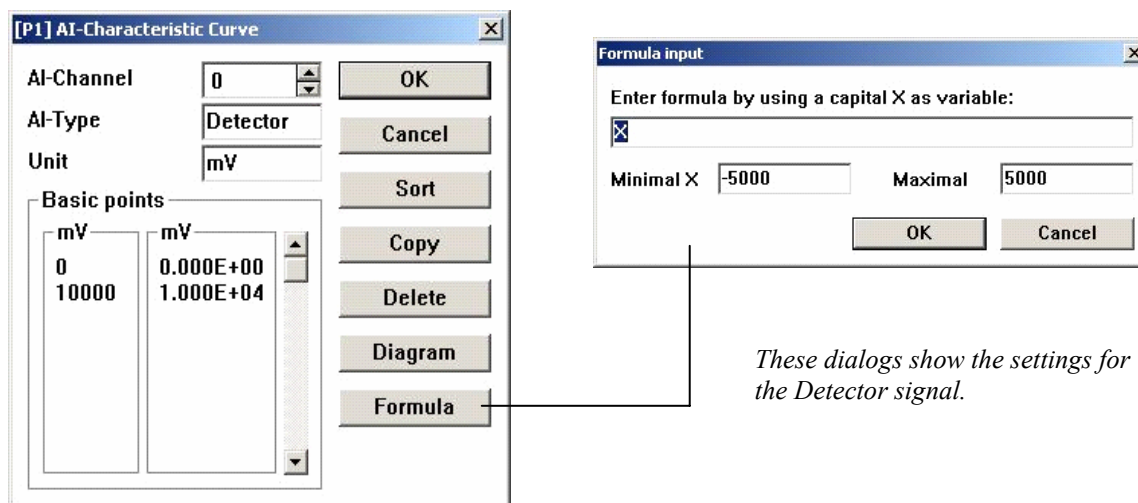 [P1] AI-Characteristic Curve
AI-Channel 0 OK
AI-Type Detector Cancel
Unit mV
Sort
Basic points
mV mV
Copy
0 0.000E+00
10000 1.000E+04
Delete
Diagram
Formula
Formula input
Enter formula by using a capital X as variable:
X
Minimal X -5000 Maximal 5000
OK Cancel
These dialogs show the settings for
the Detector signal.